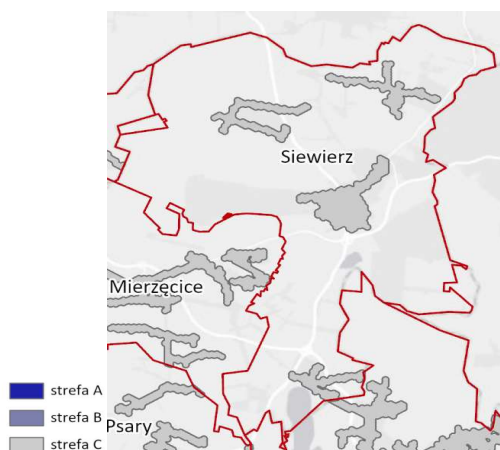 Siewierz
Mierzęcice
strefa A
strefa B
Psary
strefa C